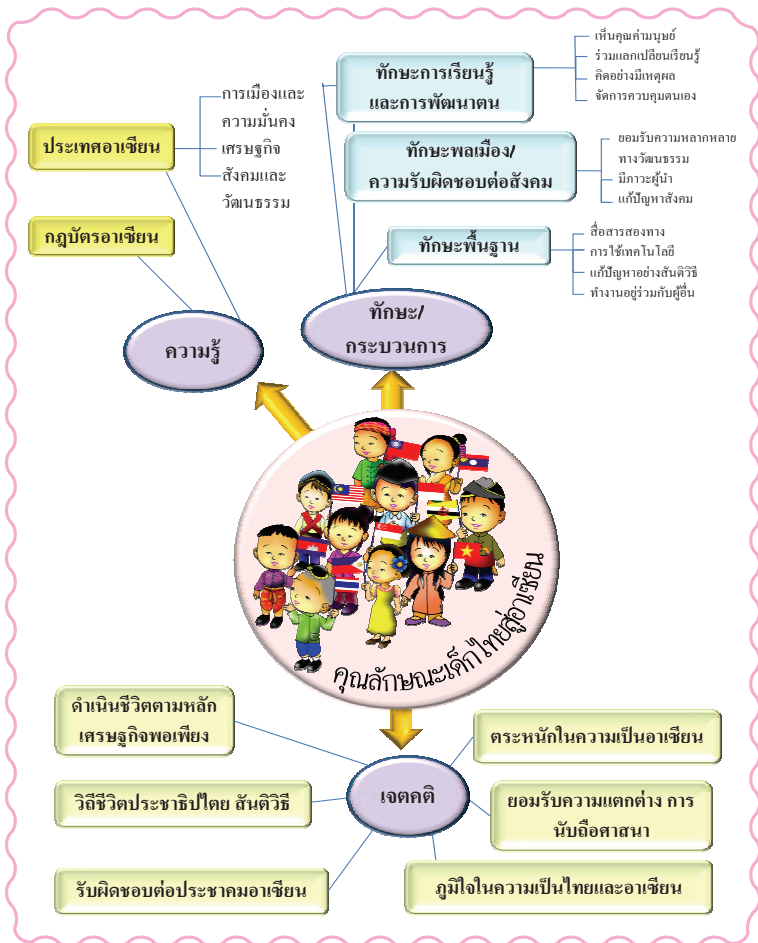 ประเทศอาเซียน
การเมืองและ
ความมั่นคง
เศรษฐกิจ
สังคมและ
วัฒนธรรม
กฎบัตรอาเซียน
ความรู้
ทักษะการเรียนรู้
และการพัฒนาตน
เห็นคุณค่ามนุษย์
ร่วมแลกเปลี่ยนเรียนรู้
คิดอย่างมีเหตุผล
จัดการควบคุมตนเอง
ทักษะพลเมือง/
ความรับผิดชอบต่อสังคม
ยอมรับความหลากหลาย
ทางวัฒนธรรม
มีภาวะผู้นำ
แก้ปัญหาสังคม
ทักษะพื้นฐาน
สื่อสารสองทาง
การใช้เทคโนโลยี
แก้ปัญหาอย่างสันติวิธี
ทำงานอยู่ร่วมกับผู้อื่น
ทักษะ/
กระบวนการ
คุณลักษณะเด็กไทยสู่อาเซียน
ดำเนินชีวิตตามหลัก
เศรษฐกิจพอเพียง
วิถีชีวิตประชาธิปไตย สันติวิธี
รับผิดชอบต่อประชาคมอาเซียน
เจตคติ
ตระหนักในความเป็นอาเซียน
ยอมรับความแตกต่าง การ
นับถือศาสนา
ภูมิใจในความเป็นไทยและอาเซียน